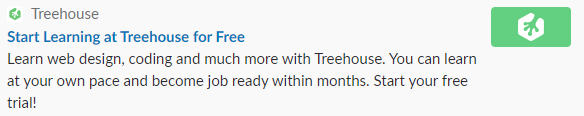 Treehouse
Start Learning at Treehouse for Free
Learn web design, coding and much more with Treehouse. You can learn
at your own pace and become job ready within months. Start your free
trial!